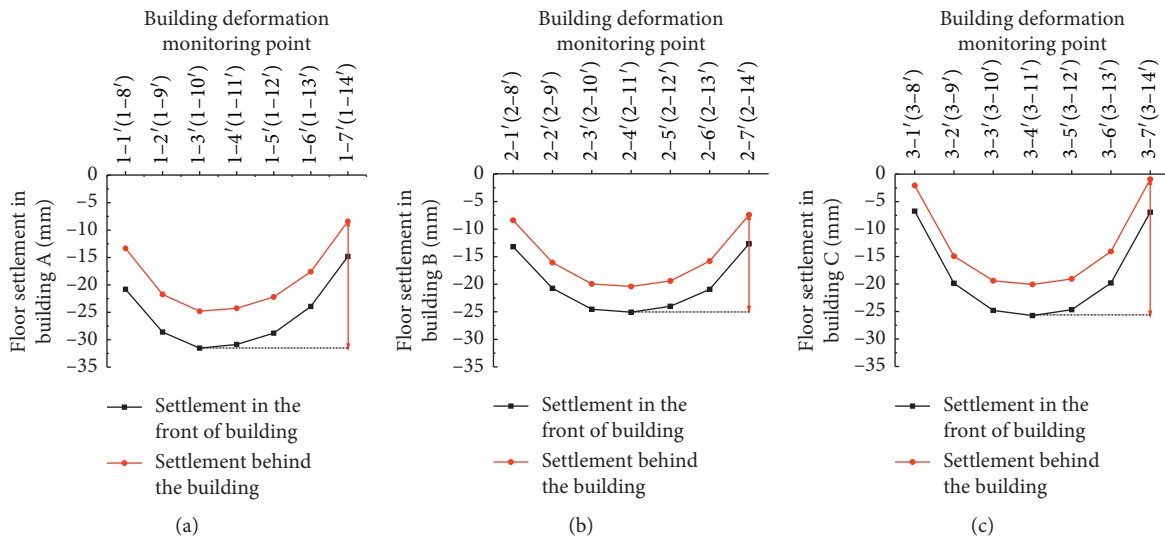 Building deformation
monitoring point
1–1′(1–8′)
1–2′(1–9′)
1–3′(1–10′)
1–4′(1–11′)
1–5′(1–12′)
1–6′(1–13′)
1–7′(1–14′)
0
−5
−10
−15
−20
−25
−30
−35
Floor settlement in
building A (mm)
Settlement in the
front of building
Settlement behind
the building
(a)
Building deformation
monitoring point
2–1′(2–8′)
2–2′(2–9′)
2–3′(2–10′)
2–4′(2–11′)
2–5′(2–12′)
2–6′(2–13′)
2–7′(2–14′)
0
−5
−10
−15
−20
−25
−30
−35
Floor settlement in
building B (mm)
Settlement in the
front of building
Settlement behind
the building
(b)
Building deformation
monitoring point
3–1′(3–8′)
3–2′(3–9′)
3–3′(3–10′)
3–4′(3–11′)
3–5′(3–12′)
3–6′(3–13′)
3–7′(3–14′)
0
−5
−10
−15
−20
−25
−30
−35
Floor settlement in
building C (mm)
Settlement in the
front of building
Settlement behind
the building
(c)